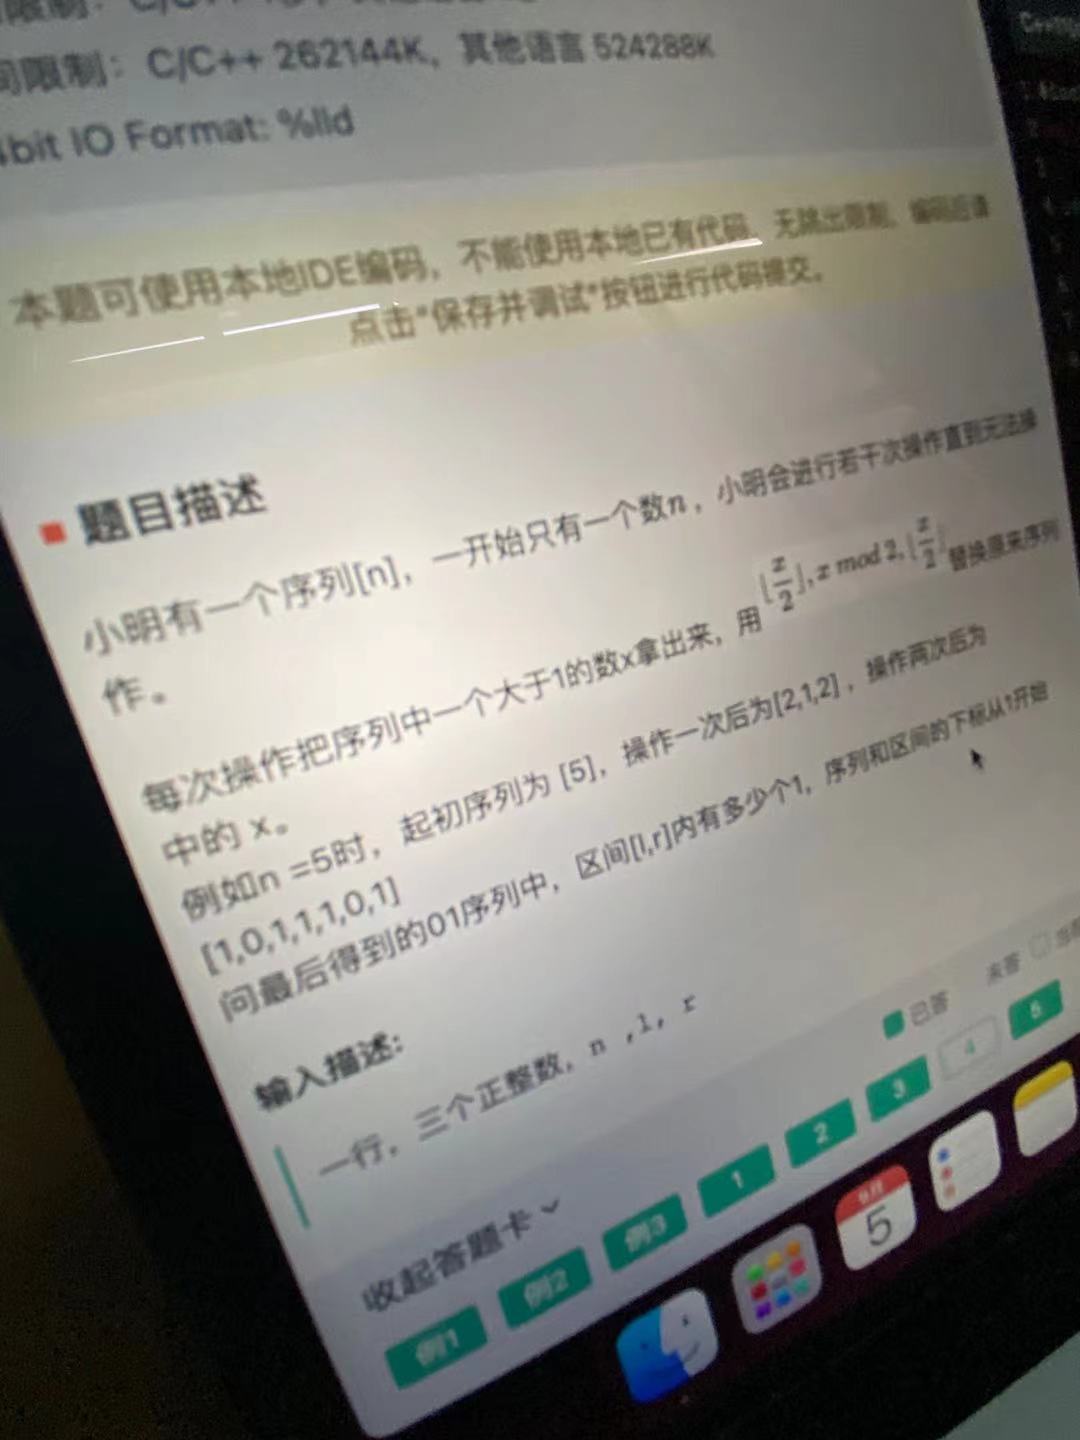 限制：C/C++
间限制：C/C++ 262144K，其他语言 524288K
4bit IO Format: %lld
本题可使用本地IDE编码，不能使用本地已有代码，无跳出限制，编码后请
点击"保存并调试"按钮进行代码提交。
题目描述
小明有一个序列[n]，一开始只有一个数n，小明会进行若干次操作直到无法操
作。
每次操作把序列中一个大于1的数x拿出来，用⌊x/2⌋, x mod 2, ⌊x/2⌋替换原来序列
中的 x。
例如n =5时，起初序列为 [5]，操作一次后为[2,1,2]，操作两次后为
[1,0,1,1,1,0,1]
问最后得到的01序列中，区间[l,r]内有多少个1，序列和区间的下标从1开始
输入描述:
一行，三个正整数，n ,l, r
已答 未答 当前
收起答题卡
例1 例2 例3 1 2 3 4 5
9月
5